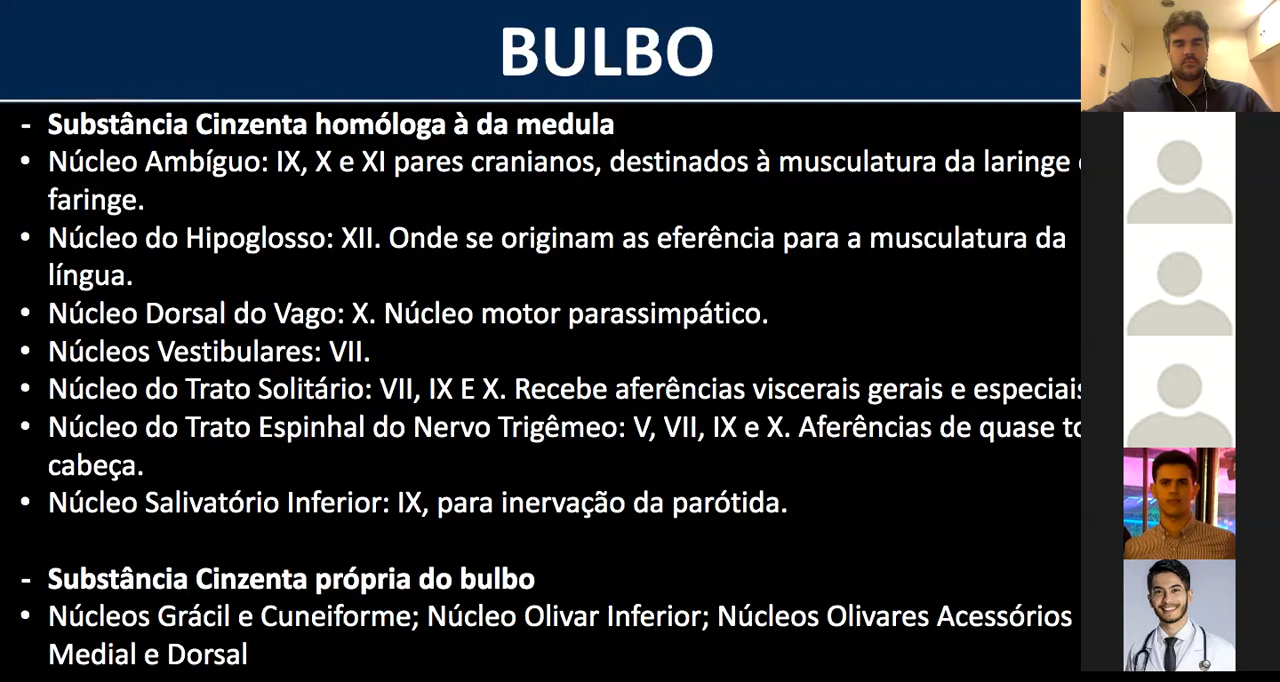 BULBO
- Substância Cinzenta homóloga à da medula
• Núcleo Ambíguo: IX, X e XI pares cranianos, destinados à musculatura da laringe
faringe.
• Núcleo do Hipoglosso: XII. Onde se originam as eferência para a musculatura da
língua.
• Núcleo Dorsal do Vago: X. Núcleo motor parassimpático.
• Núcleos Vestibulares: VII.
• Núcleo do Trato Solitário: VII, IX E X. Recebe aferências viscerais gerais e especiais
• Núcleo do Trato Espinhal do Nervo Trigêmeo: V, VII, IX e X. Aferências de quase
cabeça.
• Núcleo Salivatório Inferior: IX, para inervação da parótida.
- Substância Cinzenta própria do bulbo
• Núcleos Grácil e Cuneiforme; Núcleo Olivar Inferior; Núcleos Olivares Acessórios
Medial e Dorsal